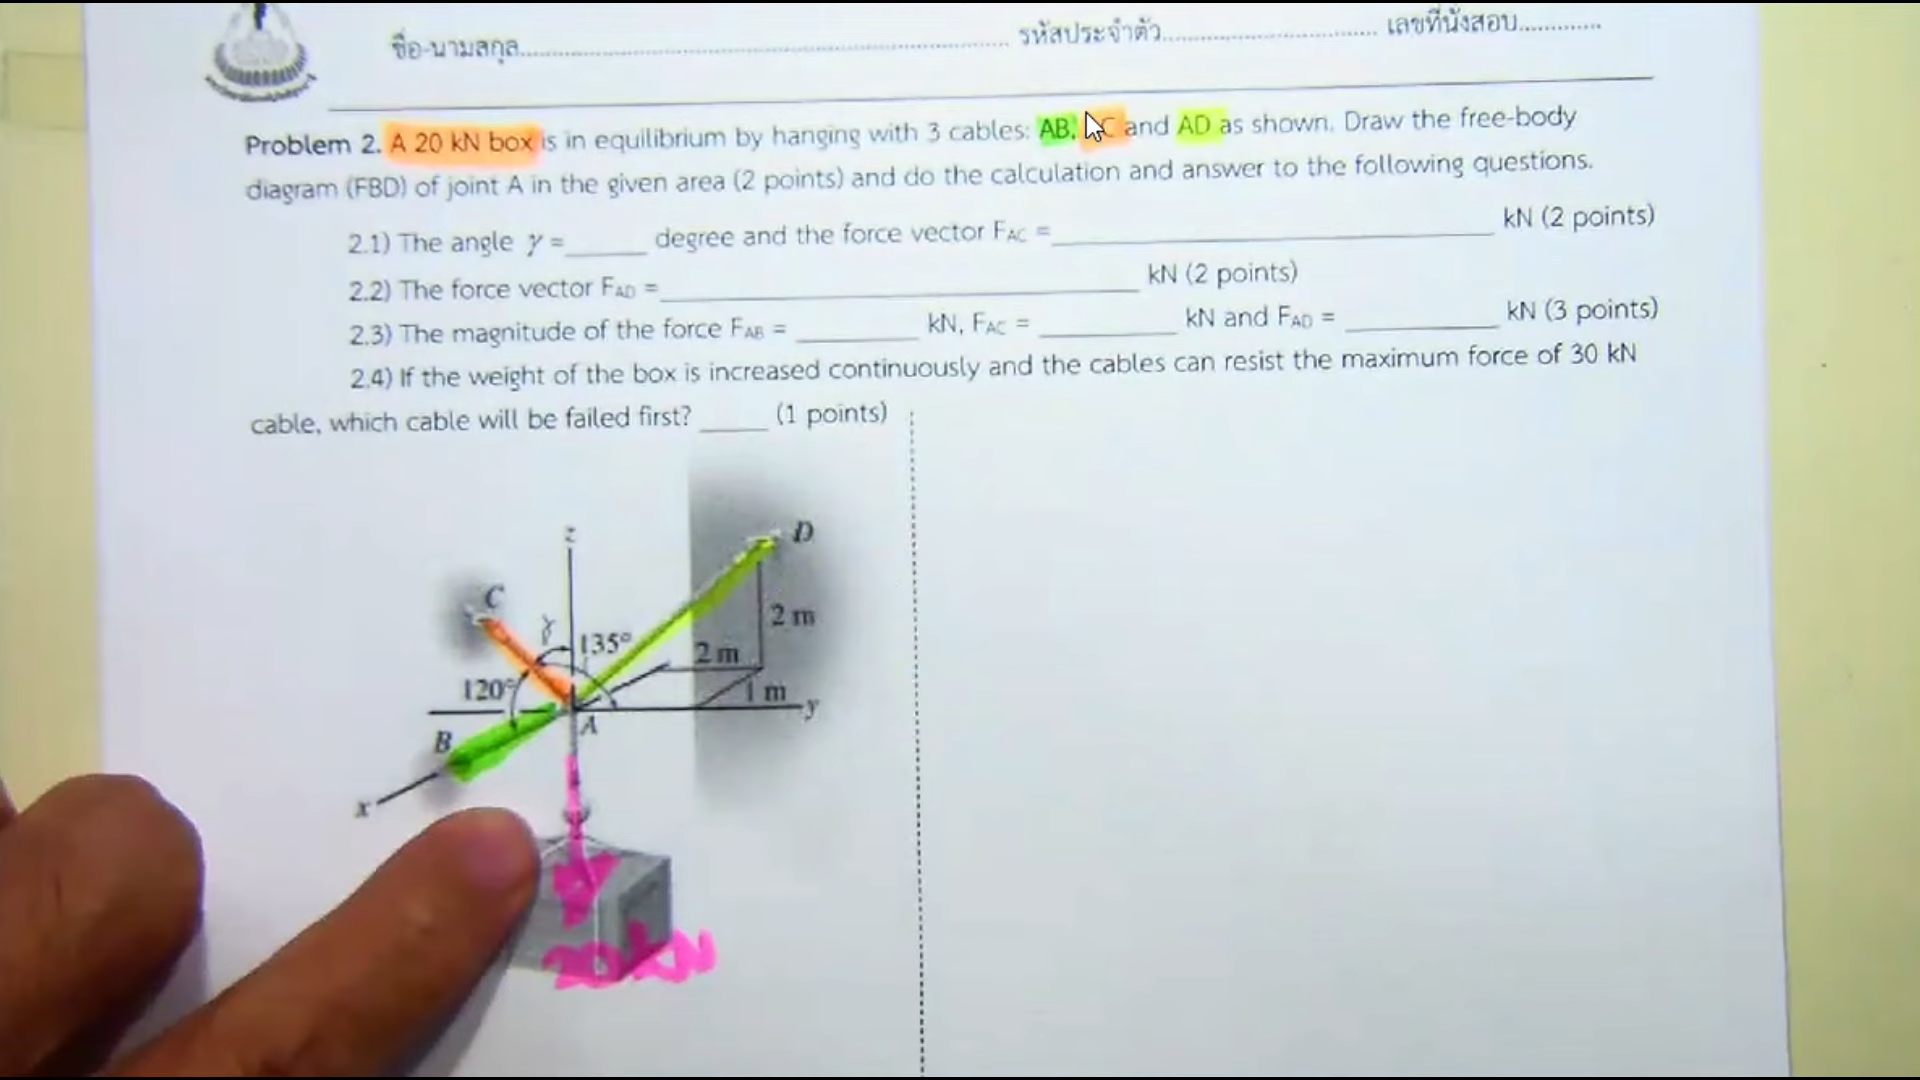 ชื่อ-นามสกุล.......................................................... รหัสประจำตัว.......................... เลขที่นั่งสอบ.............
Problem 2. A 20 kN box is in equilibrium by hanging with 3 cables: AB, C and AD as shown. Draw the free-body
diagram (FBD) of joint A in the given area (2 points) and do the calculation and answer to the following questions.
2.1) The angle γ =______ degree and the force vector FAC =______________________________ kN (2 points)
2.2) The force vector FAD =______________________________ kN (2 points)
2.3) The magnitude of the force FAB = ________ kN, FAC = _________ kN and FAD = __________ kN (3 points)
2.4) If the weight of the box is increased continuously and the cables can resist the maximum force of 30 kN
cable, which cable will be failed first? _____ (1 points)
z
D
C
γ
135°
2 m
2 m
120°
1 m
y
A
B
x
20 kN